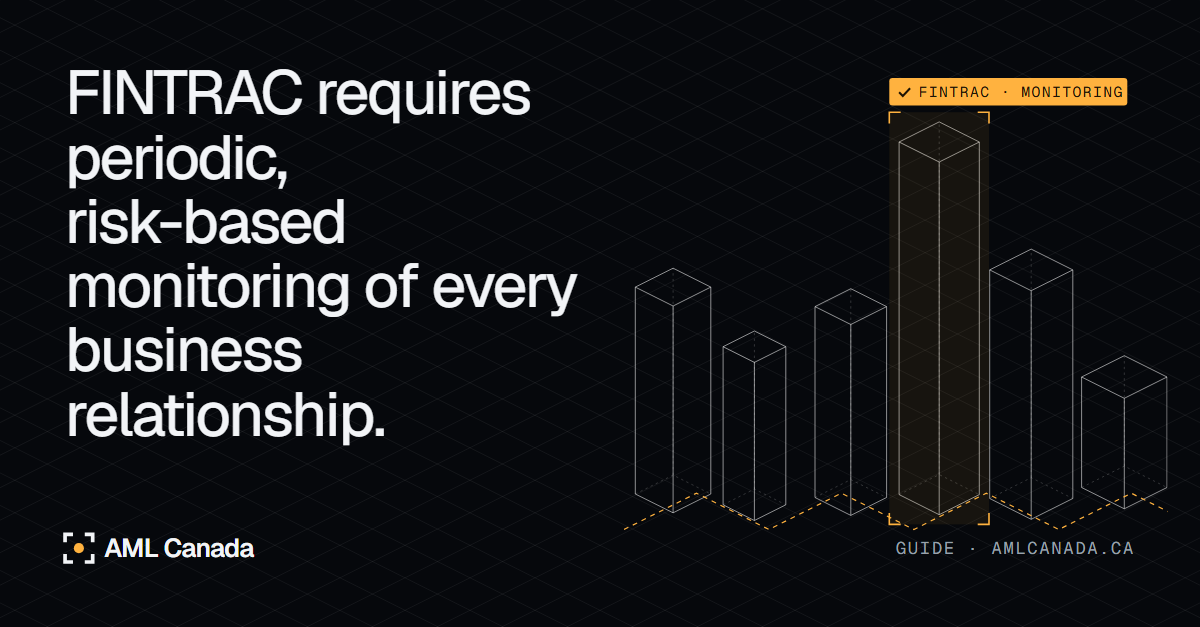 FINTRAC requires
periodic,
risk-based
monitoring of every
business
relationship.
FINTRAC · MONITORING
AML Canada
GUIDE · AMLCANADA.CA